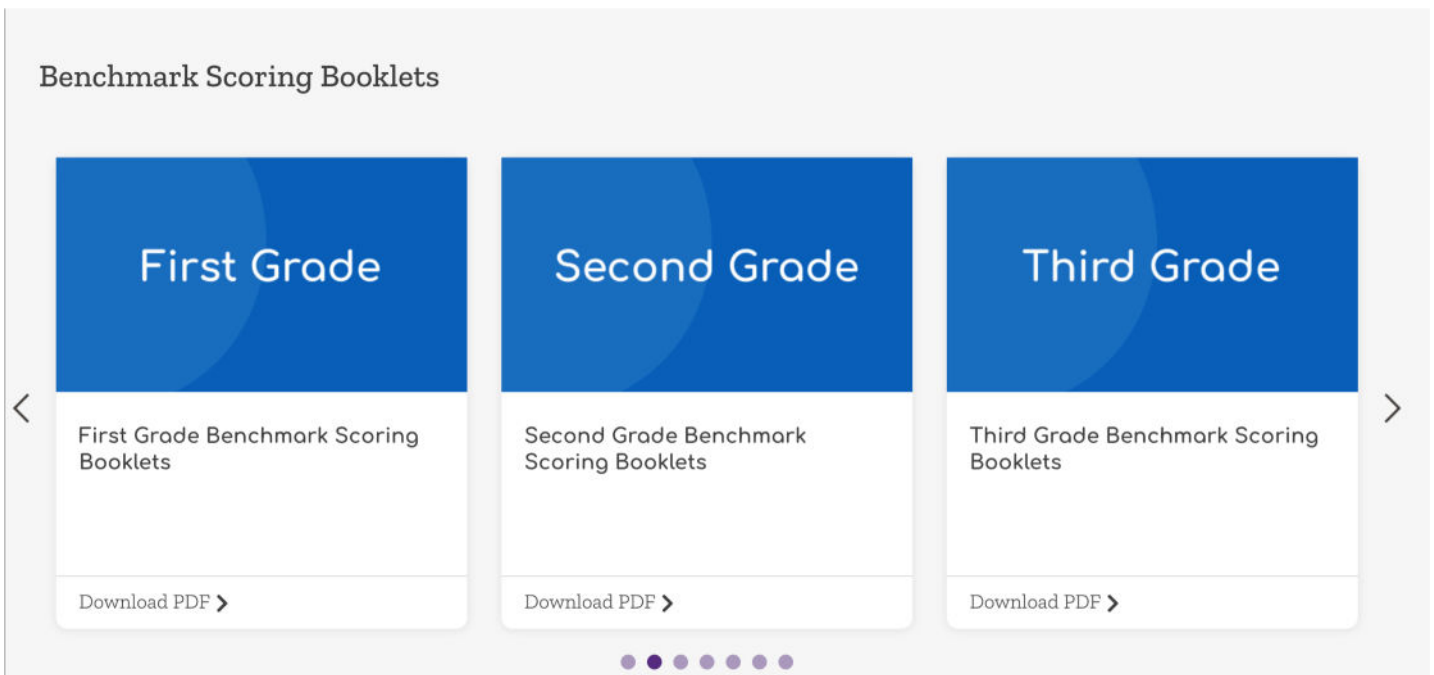 Benchmark Scoring Booklets
First Grade
First Grade Benchmark Scoring
Booklets
Download PDF
Second Grade
Second Grade Benchmark
Scoring Booklets
Download PDF
Third Grade
Third Grade Benchmark Scoring
Booklets
Download PDF